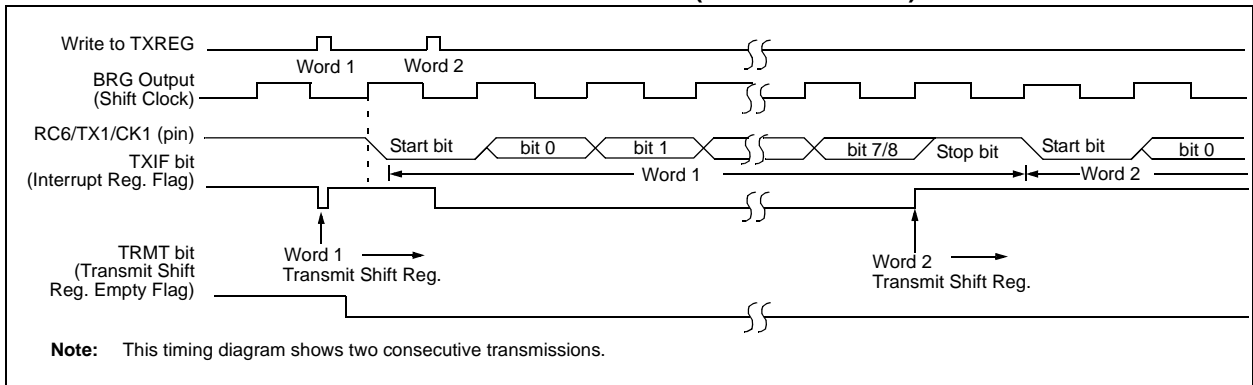 Write to TXREG
Word 1
Word 2
BRG Output
(Shift Clock)
RC6/TX1/CK1 (pin)
Start bit
bit 0
bit 1
bit 7/8
Stop bit
Start bit
bit 0
TXIF bit
(Interrupt Reg. Flag)
Word 1
Word 2
Word 1
Transmit Shift Reg.
Word 2
Transmit Shift Reg.
TRMT bit
(Transmit Shift
Reg. Empty Flag)
Note: This timing diagram shows two consecutive transmissions.